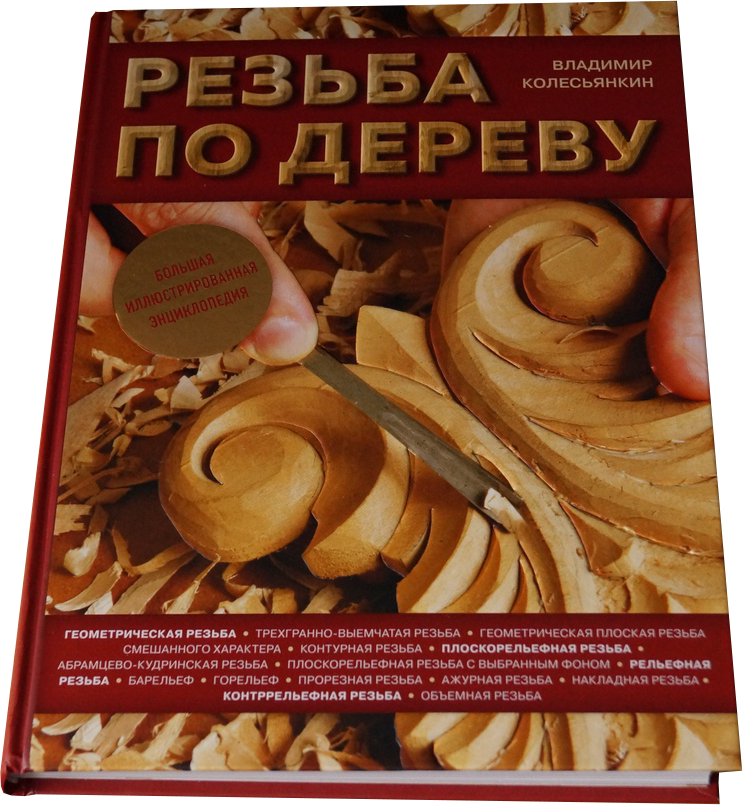 ВЛАДИМИР
КОЛЕСЬЯНКИН
РЕЗЬБА
ПО ДЕРЕВУ
БОЛЬШАЯ
ИЛЛЮСТРИРОВАННАЯ
ЭНЦИКЛОПЕДИЯ
ГЕОМЕТРИЧЕСКАЯ РЕЗЬБА • ТРЕХГРАННО-ВЫЕМЧАТАЯ РЕЗЬБА • ГЕОМЕТРИЧЕСКАЯ ПЛОСКАЯ РЕЗЬБА
СМЕШАННОГО ХАРАКТЕРА • КОНТУРНАЯ РЕЗЬБА • ПЛОСКОРЕЛЬЕФНАЯ РЕЗЬБА •
АБРАМЦЕВО-КУДРИНСКАЯ РЕЗЬБА • ПЛОСКОРЕЛЬЕФНАЯ РЕЗЬБА С ВЫБРАННЫМ ФОНОМ • РЕЛЬЕФНАЯ
РЕЗЬБА • БАРЕЛЬЕФ • ГОРЕЛЬЕФ • ПРОРЕЗНАЯ РЕЗЬБА • АЖУРНАЯ РЕЗЬБА • НАКЛАДНАЯ РЕЗЬБА •
КОНТРРЕЛЬЕФНАЯ РЕЗЬБА • ОБЪЕМНАЯ РЕЗЬБА